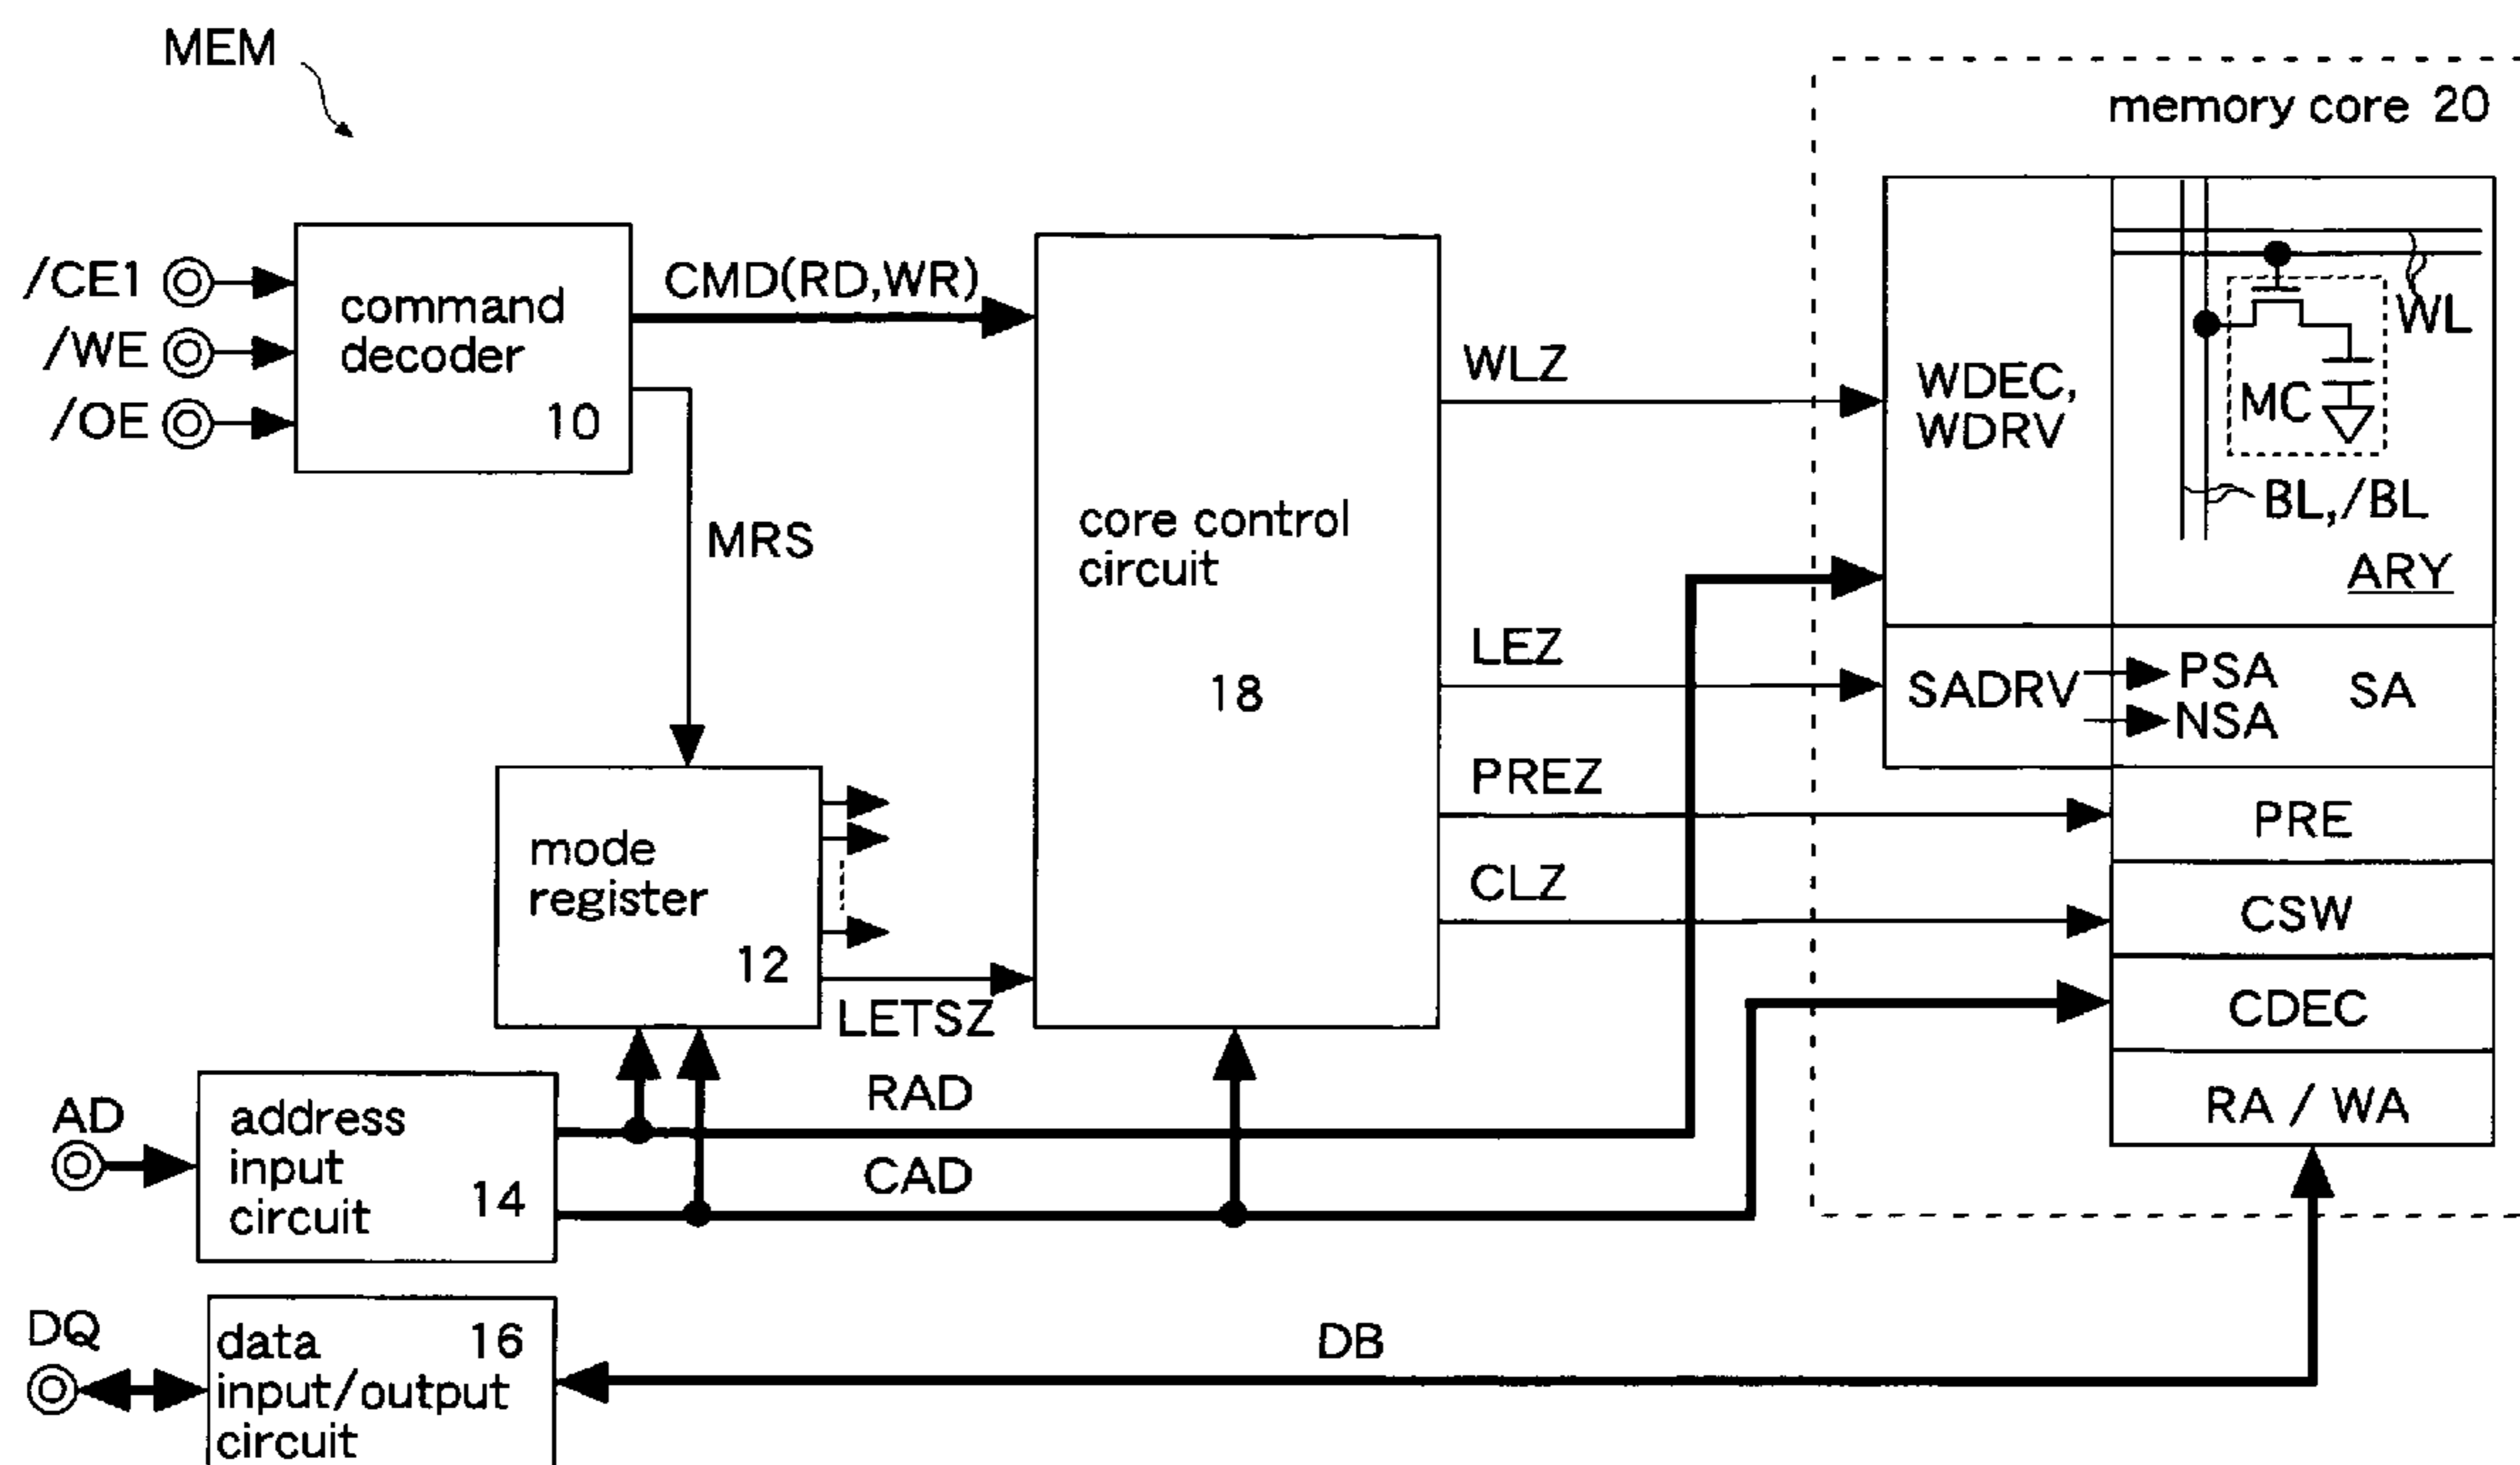 MEM
memory core 20
/CE1
/WE
/OE
command
decoder
10
CMD(RD,WR)
MRS
core control
circuit
18
WLZ
LEZ
PREZ
CLZ
WDEC,
WDRV
WL
MC
BL,/BL
ARY
SADRV
PSA
NSA
SA
PRE
CSW
CDEC
RA / WA
mode
register
12
LETSZ
AD
address
input
circuit
14
RAD
CAD
DQ
data
input/output
circuit
16
DB